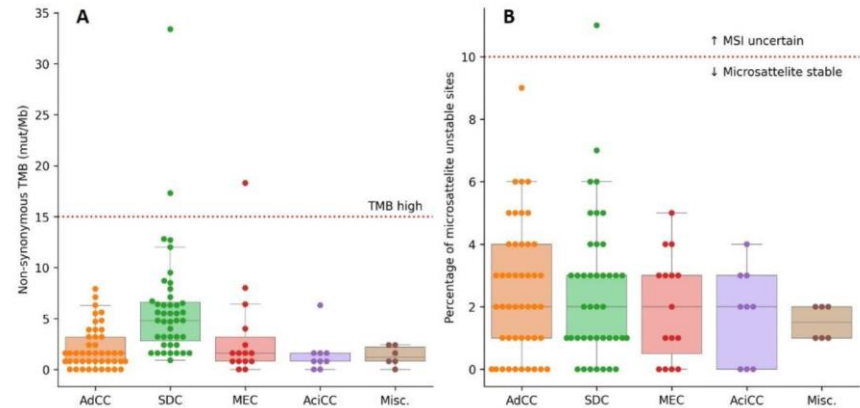 A
Non-synonymous TMB (mut/Mb)
35
30
25
20
15
10
5
0
TMB high
AdCC SDC MEC AciCC Misc.
B
Percentage of microsattelite unstable sites
10
8
6
4
2
0
↑ MSI uncertain
↓ Microsattelite stable
AdCC SDC MEC AciCC Misc.